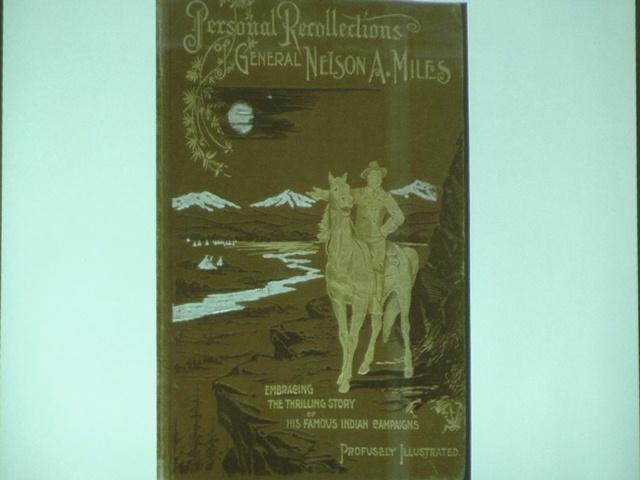 Personal Recollections
of General Nelson A. Miles
Embracing
the Thrilling Story
of
His Famous Indian Campaigns
Profusely Illustrated.